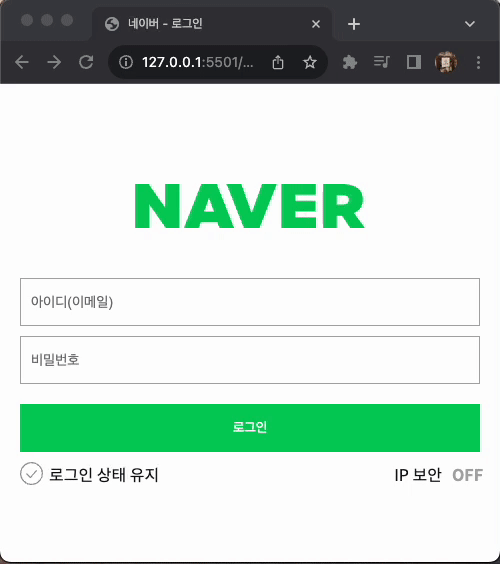 네이버 - 로그인
127.0.0.1:5501/...
NAVER
아이디(이메일)
비밀번호
로그인
로그인 상태 유지 IP 보안 OFF